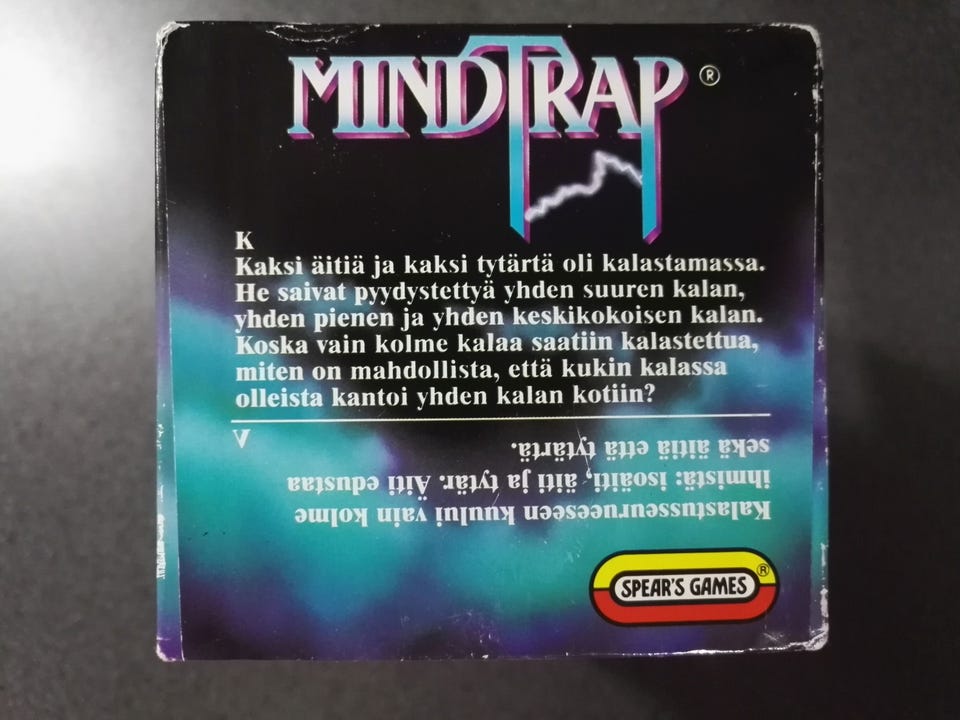 MINDTRAP ®
K
Kaksi äitiä ja kaksi tytärtä oli kalastamassa.
He saivat pyydystettyä yhden suuren kalan,
yhden pienen ja yhden keskikokoisen kalan.
Koska vain kolme kalaa saatiin kalastettua,
miten on mahdollista, että kukin kalassa
olleista kantoi yhden kalan kotiin?
V
Kalastusseurueeseen kuului vain kolme
ihmistä: isoäiti, äiti ja tytär. Äiti edustaa
sekä äitiä että tytärtä.
SPEAR'S GAMES ®